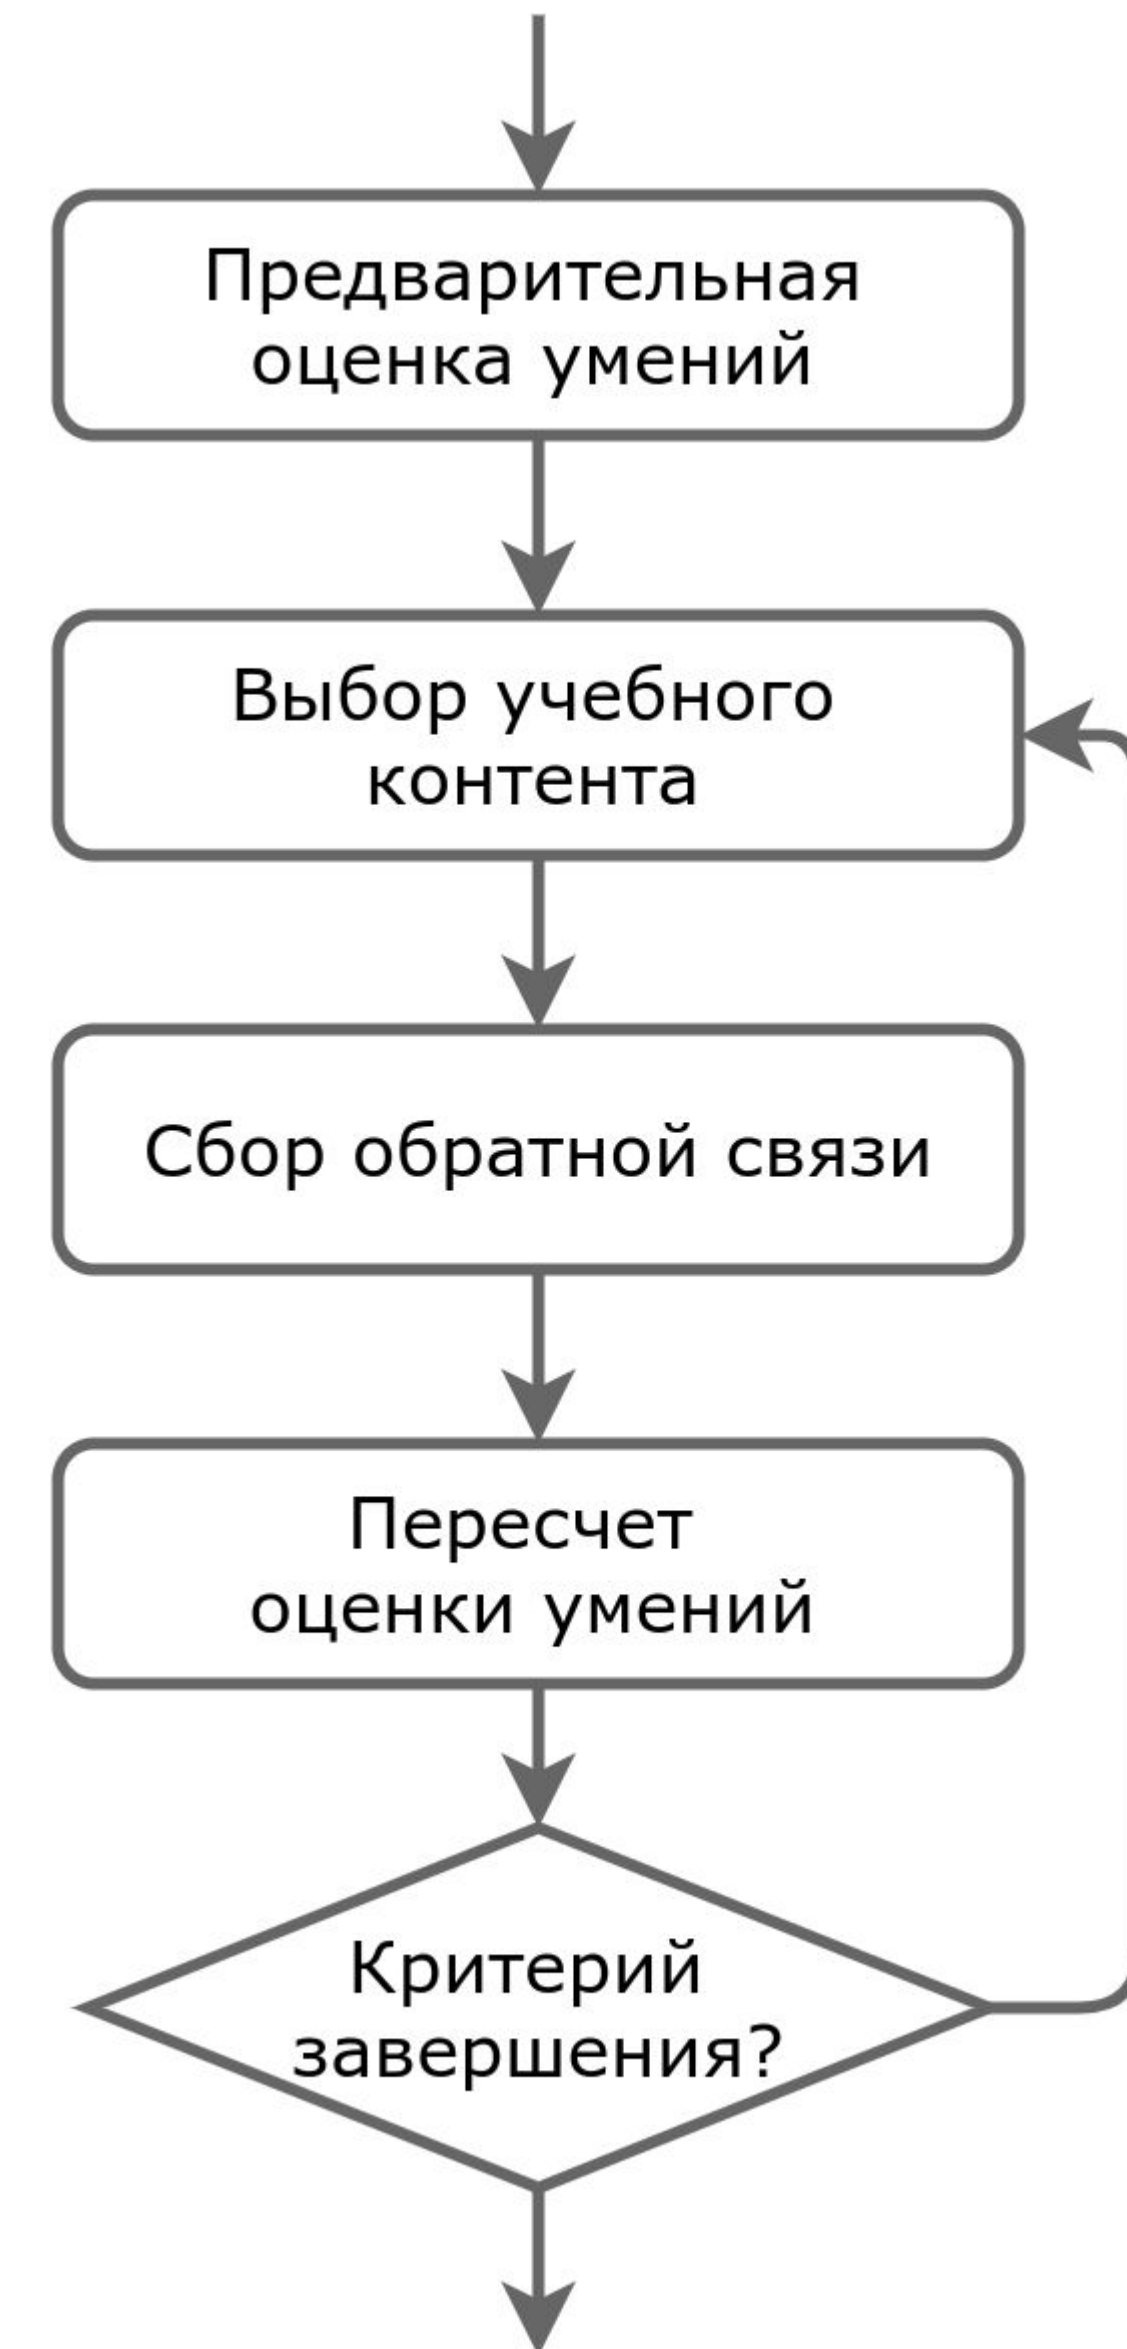 Предварительная
оценка умений
Выбор учебного
контента
Сбор обратной связи
Пересчет
оценки умений
Критерий
завершения?